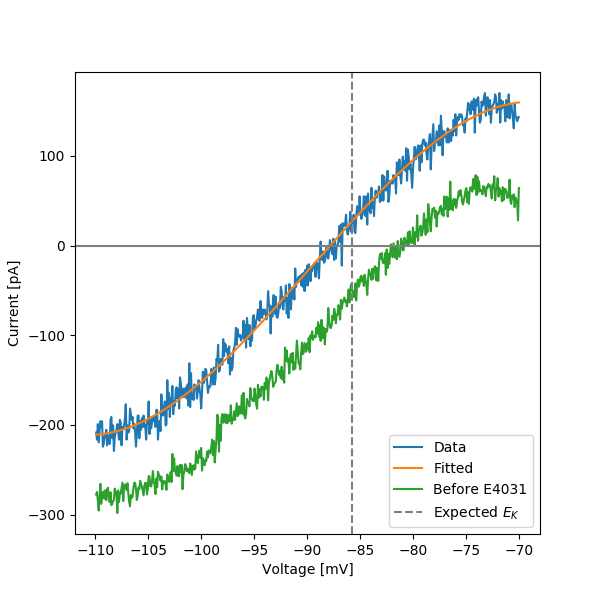 100
0
−100
−200
−300
Current [pA]
−110 −105 −100 −95 −90 −85 −80 −75 −70
Voltage [mV]
Data
Fitted
Before E4031
Expected E_K